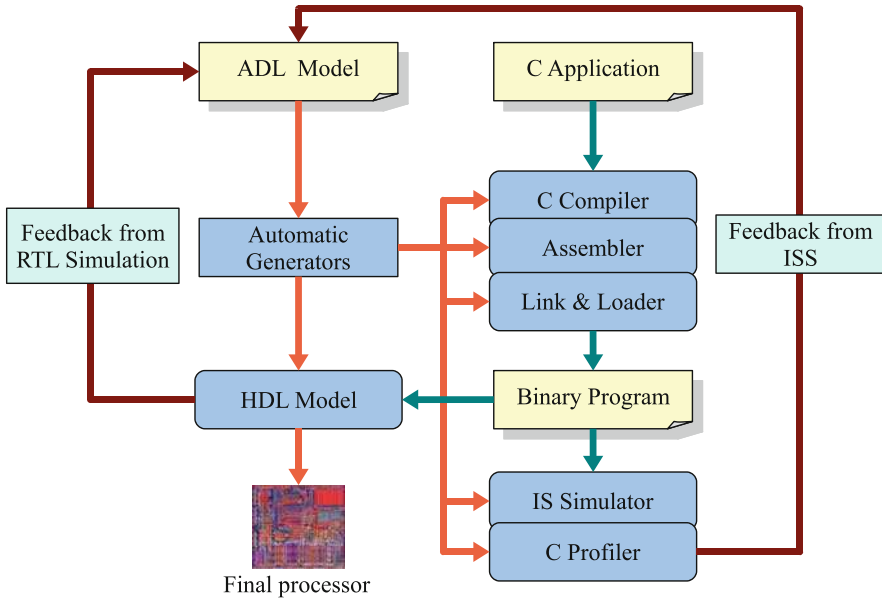 ADL Model
C Application
C Compiler
Feedback from
RTL Simulation
Automatic
Generators
Assembler
Feedback from
ISS
Link & Loader
HDL Model
Binary Program
IS Simulator
C Profiler
Final processor